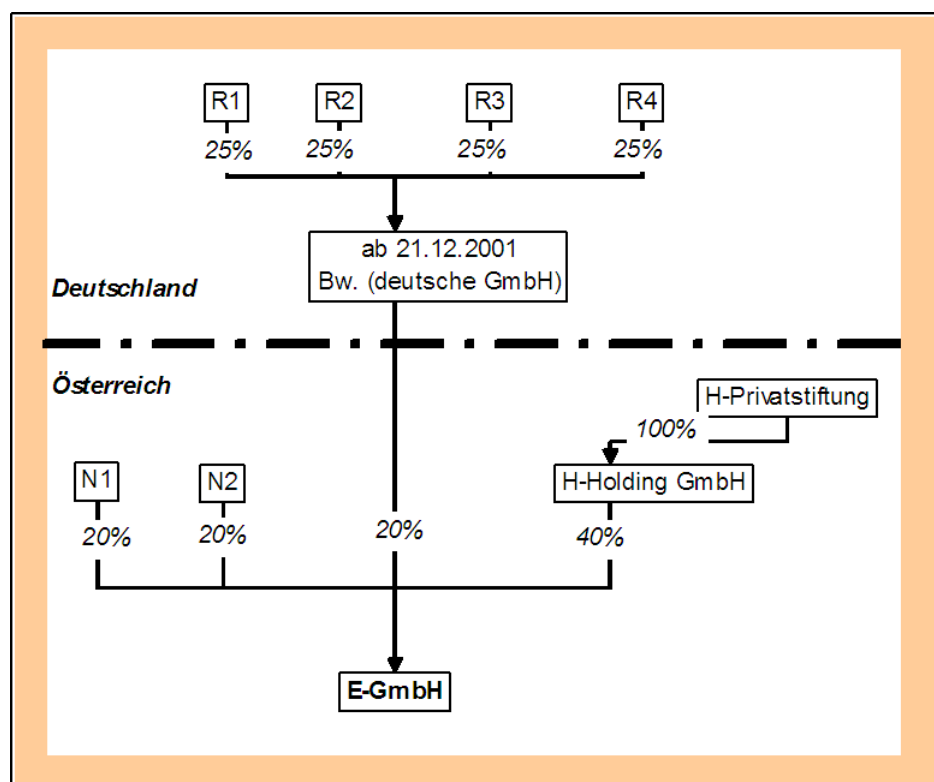 R1 R2 R3 R4
25% 25% 25% 25%
ab 21.12.2001
Bw. (deutsche GmbH)
Deutschland
Österreich
H-Privatstiftung
100%
N1 N2 H-Holding GmbH
20% 20% 20% 40%
E-GmbH